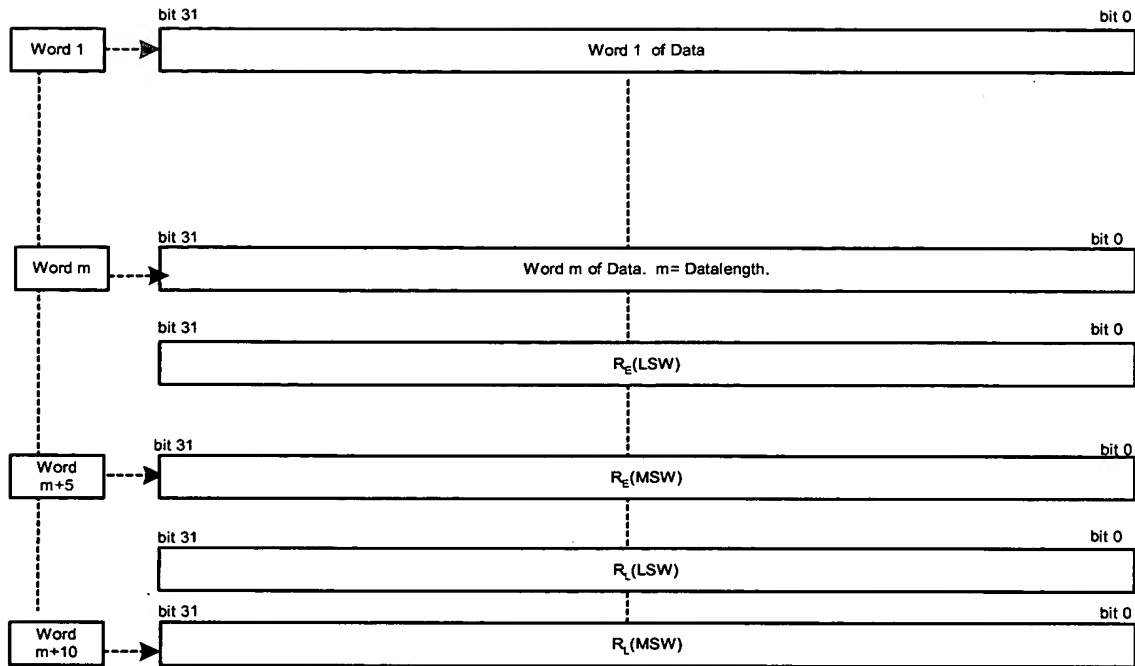 bit 31 bit 0
Word 1 Word 1 of Data
bit 31 bit 0
Word m Word m of Data. m= Datalength.
bit 31 bit 0
R_E(LSW)
bit 31 bit 0
Word
m+5 R_E(MSW)
bit 31 bit 0
R_L(LSW)
bit 31 bit 0
Word
m+10 R_L(MSW)